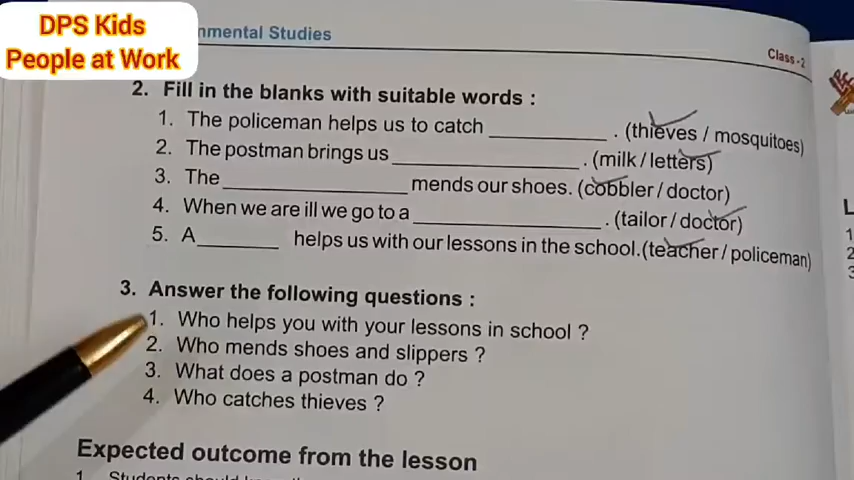 DPS Kids
People at Work
nmental Studies
Class - 2
2. Fill in the blanks with suitable words :
1. The policeman helps us to catch __________ . (thieves / mosquitoes)
2. The postman brings us ________________ . (milk / letters)
3. The ________________ mends our shoes. (cobbler / doctor)
4. When we are ill we go to a ________________ . (tailor / doctor)
5. A _______ helps us with our lessons in the school.(teacher / policeman)
3. Answer the following questions :
1. Who helps you with your lessons in school ?
2. Who mends shoes and slippers ?
3. What does a postman do ?
4. Who catches thieves ?
Expected outcome from the lesson
1. Students should